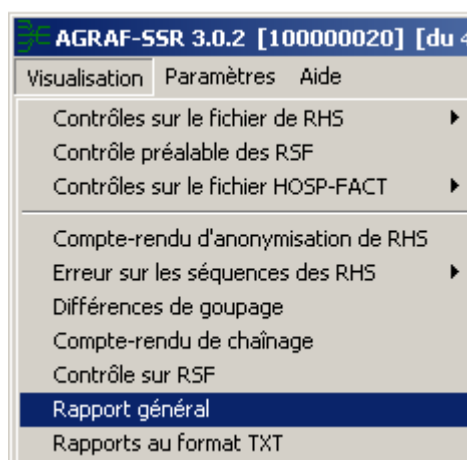 AGRAF-SSR 3.0.2 [100000020] [du 4
Visualisation Paramètres Aide
Contrôles sur le fichier de RHS
Contrôle préalable des RSF
Contrôles sur le fichier HOSP-FACT
Compte-rendu d'anonymisation de RHS
Erreur sur les séquences des RHS
Différences de goupage
Compte-rendu de chaînage
Contrôle sur RSF
Rapport général
Rapports au format TXT